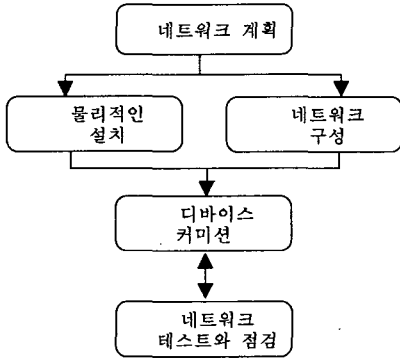 네트워크 계획
물리적인
설치
네트워크
구성
디바이스
커미션
네트워크
테스트와 점검